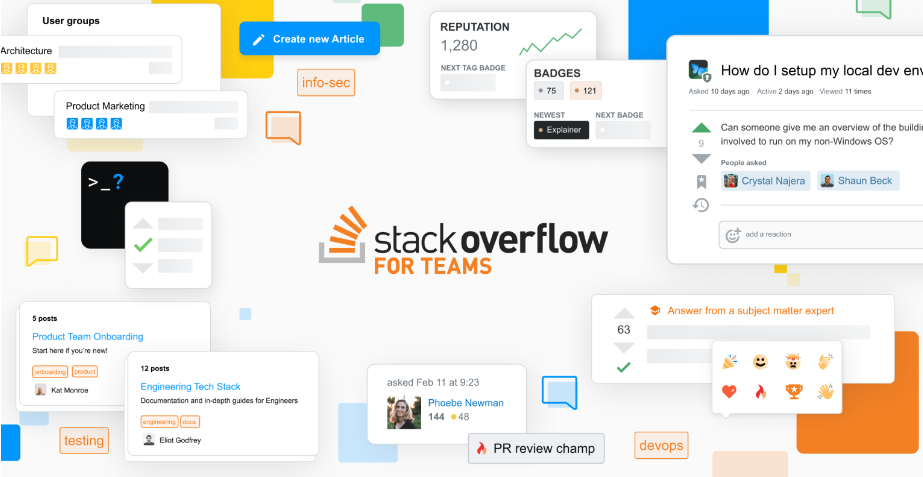 User groups
Architecture
Product Marketing
Create new Article
info-sec
REPUTATION
1,280
NEXT TAG BADGE
BADGES
75
121
NEWEST
NEXT BADGE
Explainer
How do I setup my local dev env
Asked 10 days ago Active 2 days ago Viewed 11 times
9
Can someone give me an overview of the buildin
involved to run on my non-Windows OS?
People asked
Crystal Najera
Shaun Beck
add a reaction
>_?
stackoverflow
FOR TEAMS
5 posts
Product Team Onboarding
Start here if you're new!
onboarding
product
Kat Monroe
12 posts
Engineering Tech Stack
Documentation and in-depth guides for Engineers
engineering
docs
Eliot Godfrey
testing
asked Feb 11 at 9:23
Phoebe Newman
144
48
PR review champ
63
Answer from a subject matter expert
devops